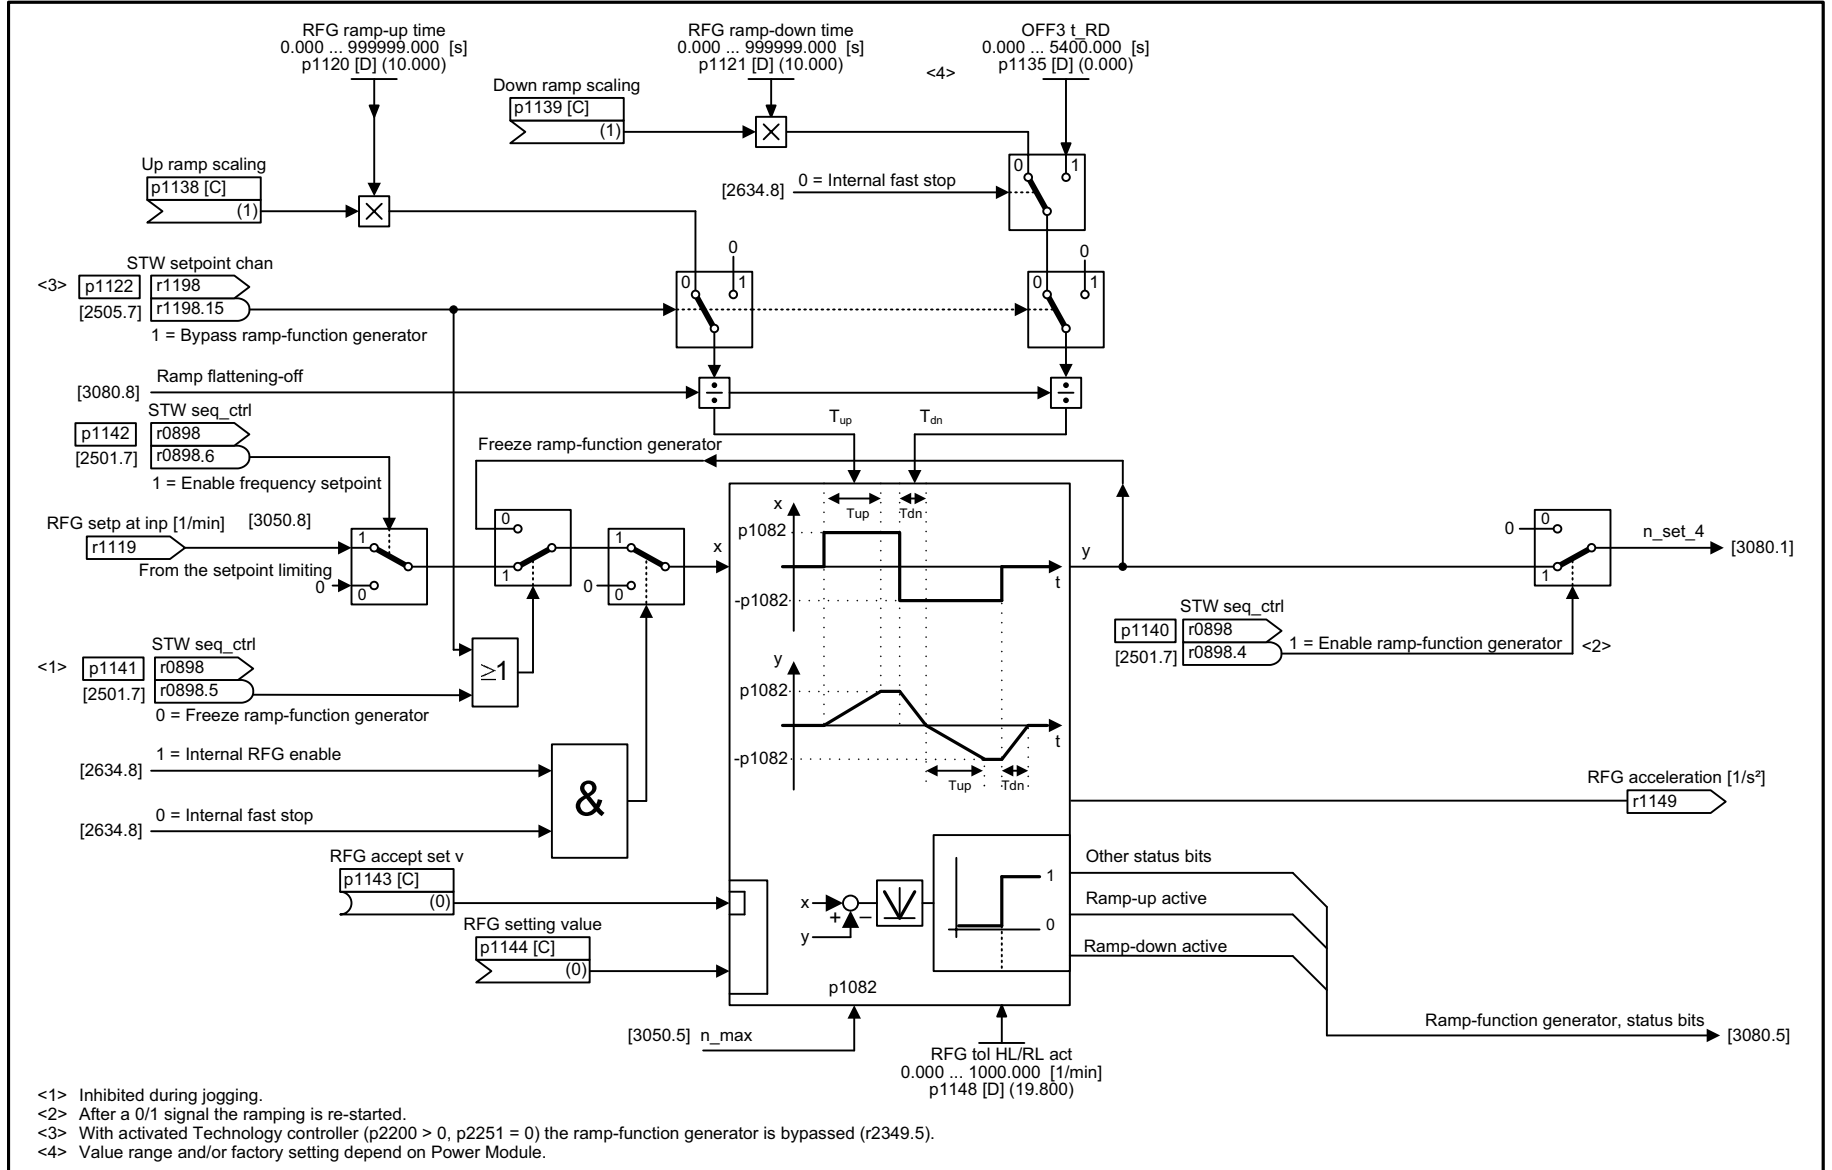 RFG ramp-up time
0.000 ... 999999.000 [s]
p1120 [D] (10.000)
RFG ramp-down time
0.000 ... 999999.000 [s]
p1121 [D] (10.000)
<4>
OFF3 t_RD
0.000 ... 5400.000 [s]
p1135 [D] (0.000)
Down ramp scaling
p1139 [C]
(1)
Up ramp scaling
p1138 [C]
(1)
[2634.8]
0 = Internal fast stop
0
1
STW setpoint chan
<3>
p1122
r1198
[2505.7]
r1198.15
1 = Bypass ramp-function generator
0
0
1
0
0
1
[3080.8]
Ramp flattening-off
STW seq_ctrl
p1142
r0898
[2501.7]
r0898.6
1 = Enable frequency setpoint
Tup
Tdn
Freeze ramp-function generator
RFG setp at inp [1/min]
[3050.8]
r1119
From the setpoint limiting
0
1
0
0
1
1
0
0
x
x
p1082
-p1082
Tup
Tdn
t
y
p1082
-p1082
t
Tup
Tdn
y
0
0
1
n_set_4
[3080.1]
STW seq_ctrl
p1140
r0898
[2501.7]
r0898.4
1 = Enable ramp-function generator
<2>
STW seq_ctrl
<1>
p1141
r0898
[2501.7]
r0898.5
0 = Freeze ramp-function generator
≥1
[2634.8]
1 = Internal RFG enable
[2634.8]
0 = Internal fast stop
&
RFG acceleration [1/s²]
r1149
RFG accept set v
p1143 [C]
(0)
RFG setting value
p1144 [C]
(0)
x
+
−
y
1
0
Other status bits
Ramp-up active
Ramp-down active
p1082
[3050.5]
n_max
RFG tol HL/RL act
0.000 ... 1000.000 [1/min]
p1148 [D] (19.800)
Ramp-function generator, status bits
[3080.5]
<1> Inhibited during jogging.
<2> After a 0/1 signal the ramping is re-started.
<3> With activated Technology controller (p2200 > 0, p2251 = 0) the ramp-function generator is bypassed (r2349.5).
<4> Value range and/or factory setting depend on Power Module.